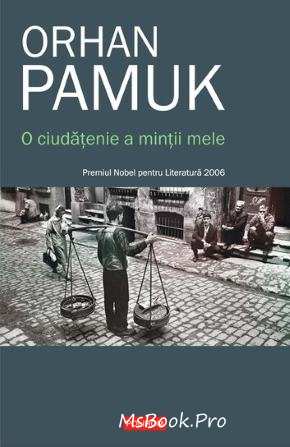 ORHAN
PAMUK
O ciudățenie a minții mele
Premiul Nobel pentru Literatură 2006
MsBook.Pro